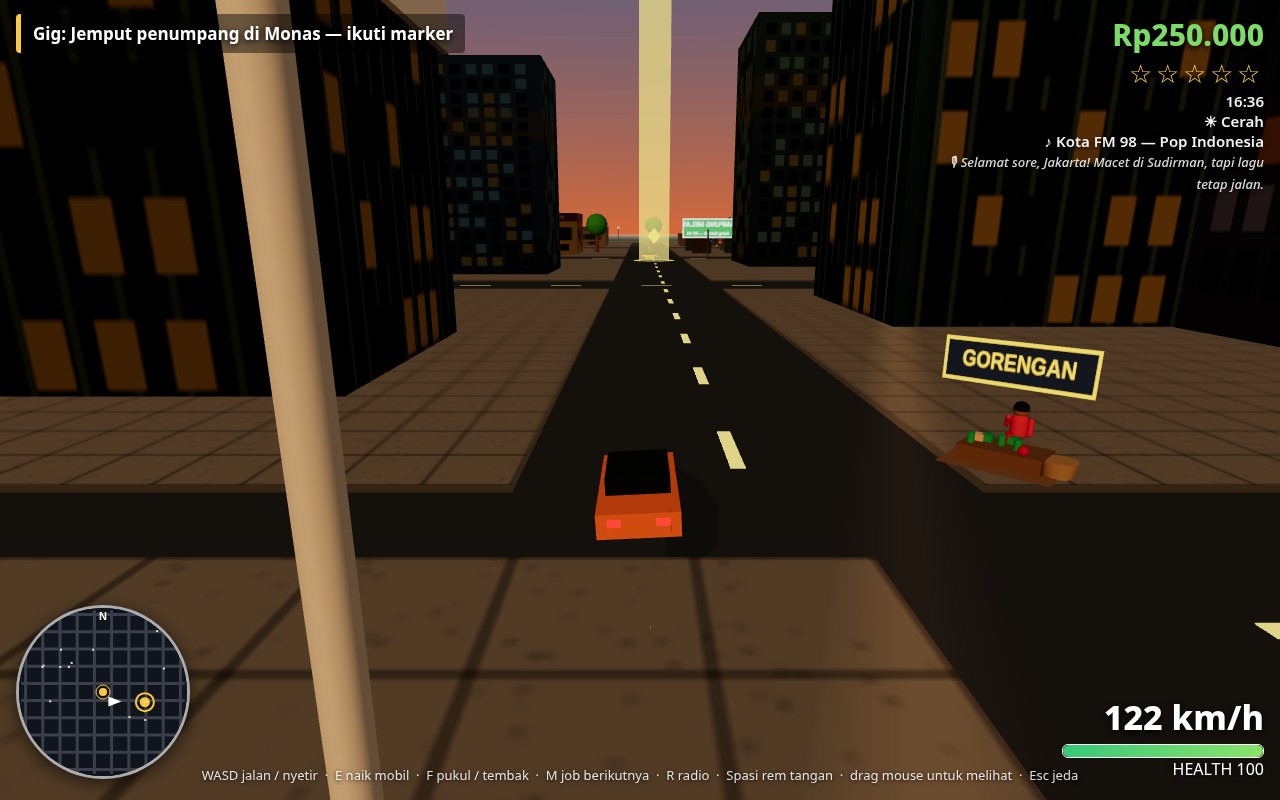 Gig: Jemput penumpang di Monas — ikuti marker
Rp250.000
☆☆☆☆☆
16:36
☀ Cerah
♪ Kota FM 98 — Pop Indonesia
🎙 Selamat sore, Jakarta! Macet di Sudirman, tapi lagu
tetap jalan.
GORENGAN
N
122 km/h
HEALTH 100
WASD jalan / nyetir · E naik mobil · F pukul / tembak · M job berikutnya · R radio · Spasi rem tangan · drag mouse untuk melihat · Esc jeda